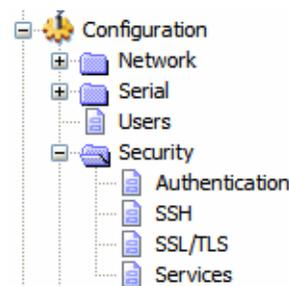 Configuration
Network
Serial
Users
Security
Authentication
SSH
SSL/TLS
Services